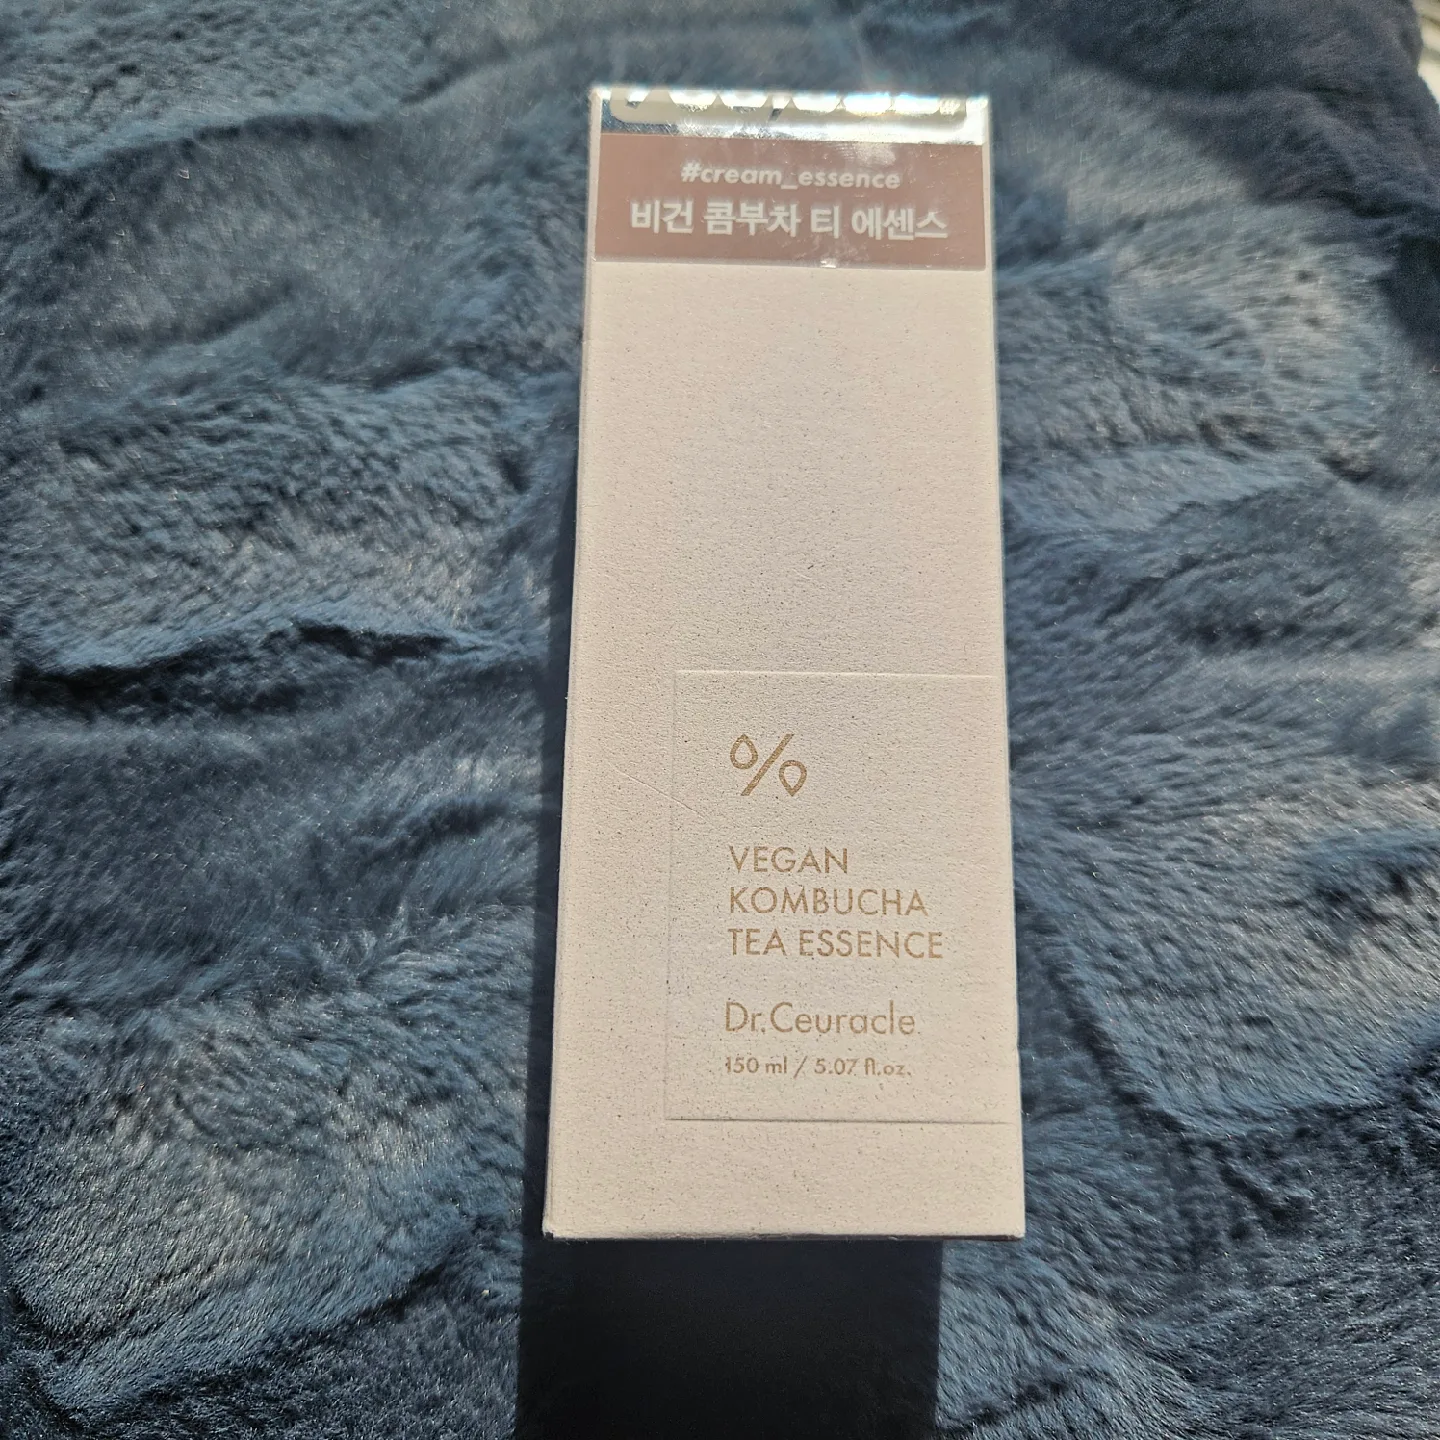 #cream_essence
비건 콤부차 티 에센스
%
VEGAN
KOMBUCHA
TEA ESSENCE
Dr.Ceuracle.
150 ml / 5.07 fl.oz.